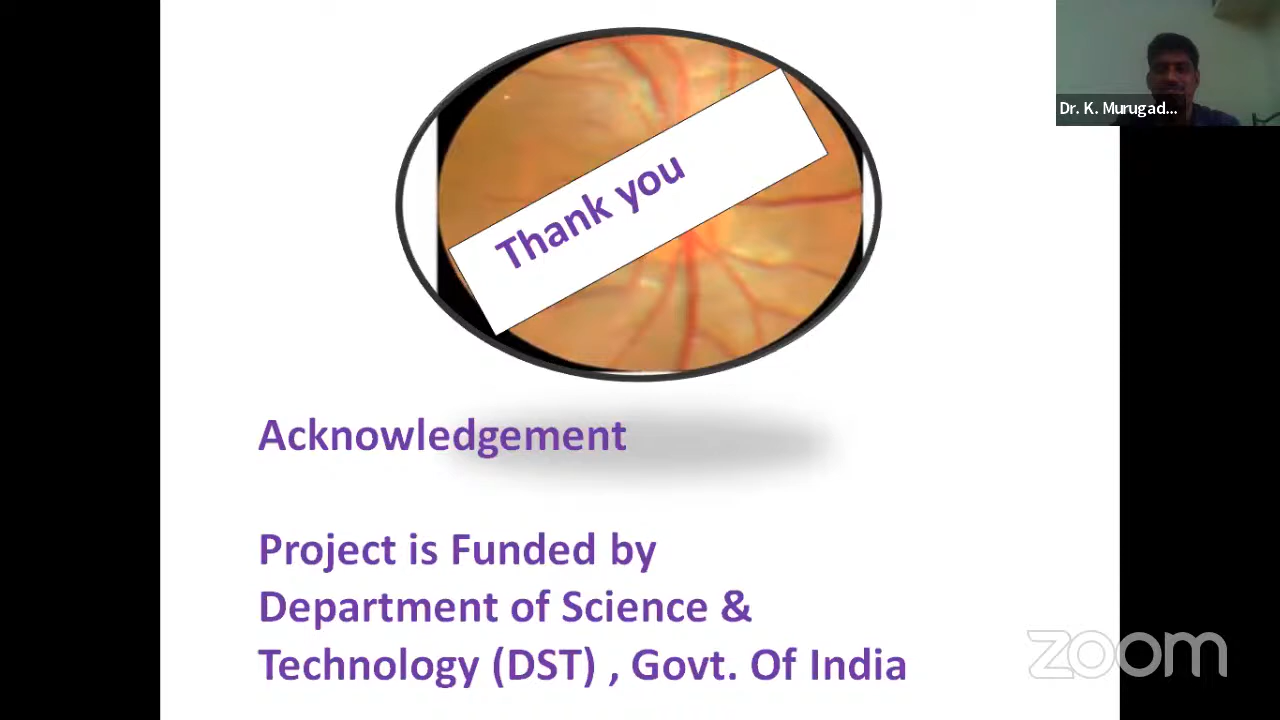 Thank you
Dr. K. Murugad...
Acknowledgement
Project is Funded by
Department of Science &
Technology (DST) , Govt. Of India
zoom